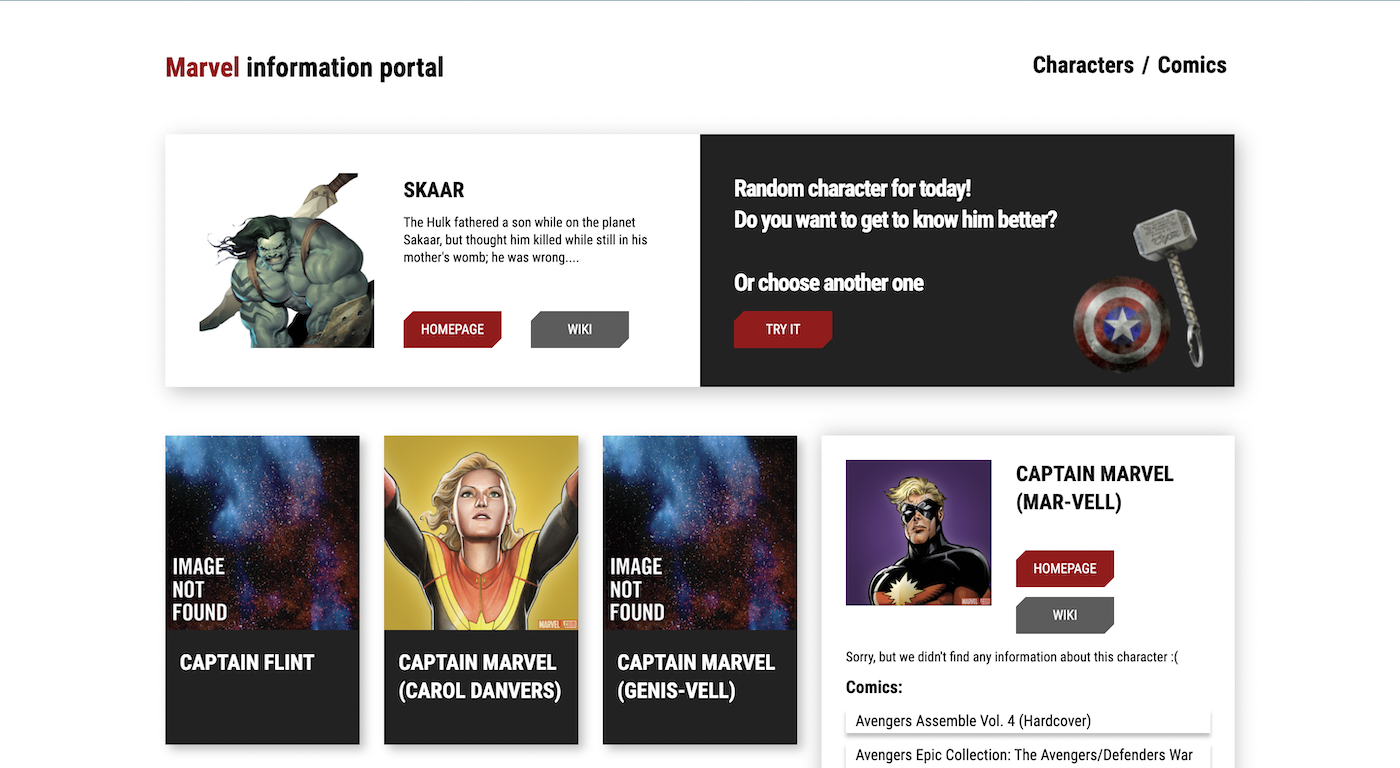 Marvel information portal
Characters / Comics
SKAAR
The Hulk fathered a son while on the planet
Sakaar, but thought him killed while still in his
mother's womb; he was wrong....
HOMEPAGE
WIKI
Random character for today!
Do you want to get to know him better?
Or choose another one
TRY IT
IMAGE
NOT
FOUND
CAPTAIN FLINT
MARVEL
CAPTAIN MARVEL
(CAROL DANVERS)
IMAGE
NOT
FOUND
CAPTAIN MARVEL
(GENIS-VELL)
MARVEL
CAPTAIN MARVEL
(MAR-VELL)
HOMEPAGE
WIKI
Sorry, but we didn't find any information about this character :(
Comics:
Avengers Assemble Vol. 4 (Hardcover)
Avengers Epic Collection: The Avengers/Defenders War